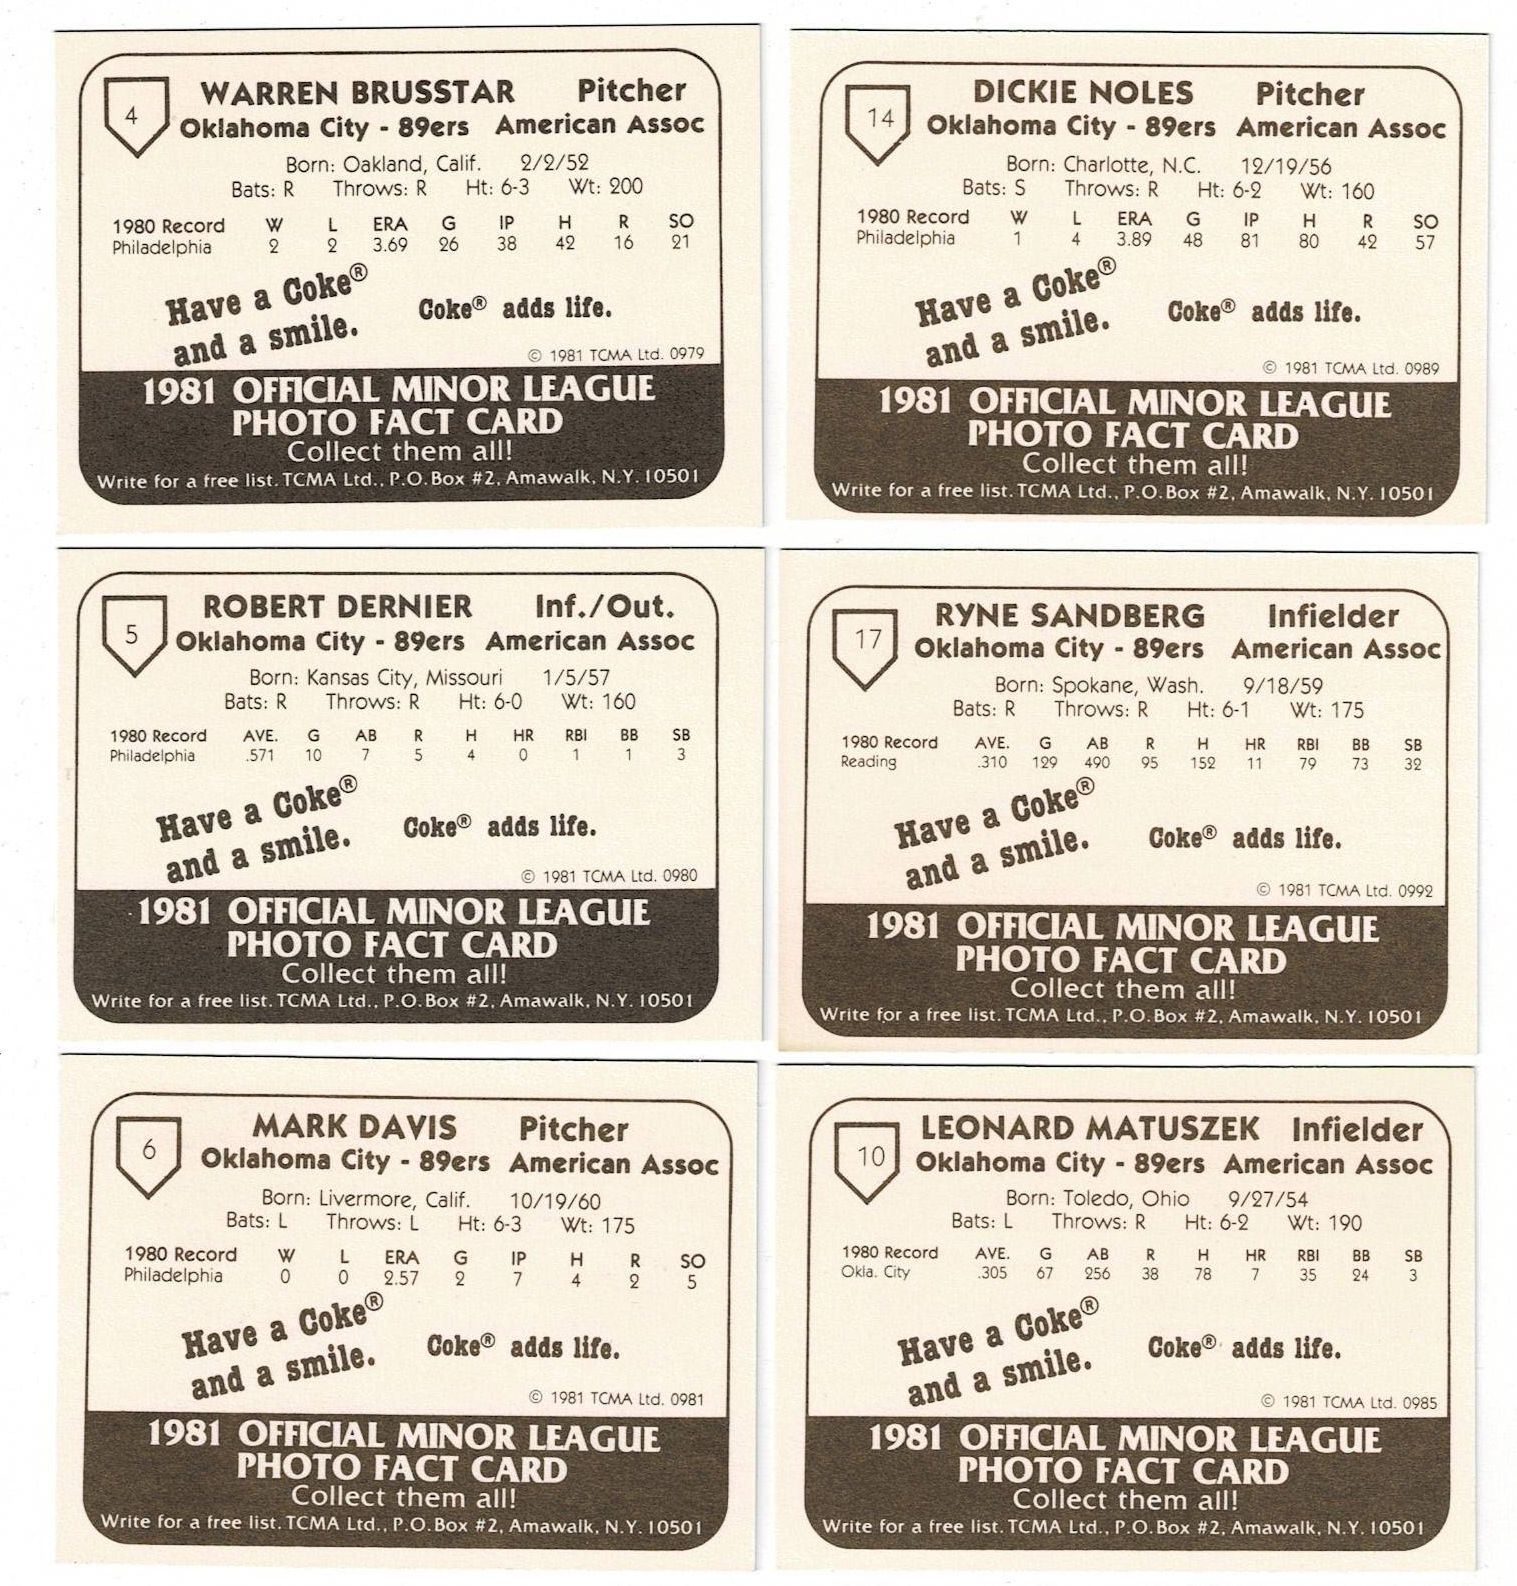 4
WARREN BRUSSTAR Pitcher
Oklahoma City - 89ers American Assoc
Born: Oakland, Calif. 2/2/52
Bats: R Throws: R Ht: 6-3 Wt: 200
1980 Record W L ERA G IP H R SO
Philadelphia 2 2 3.69 26 38 42 16 21
Have a Coke®
and a smile.
Coke® adds life.
© 1981 TCMA Ltd. 0979
1981 OFFICIAL MINOR LEAGUE
PHOTO FACT CARD
Collect them all!
Write for a free list. TCMA Ltd., P.O. Box #2, Amawalk, N.Y. 10501
14
DICKIE NOLES Pitcher
Oklahoma City - 89ers American Assoc
Born: Charlotte, N.C. 12/19/56
Bats: S Throws: R Ht: 6-2 Wt: 160
1980 Record W L ERA G IP H R SO
Philadelphia 1 4 3.89 48 81 80 42 57
Have a Coke®
and a smile.
Coke® adds life.
© 1981 TCMA Ltd. 0989
1981 OFFICIAL MINOR LEAGUE
PHOTO FACT CARD
Collect them all!
Write for a free list. TCMA Ltd., P.O. Box #2, Amawalk, N.Y. 10501
5
ROBERT DERNIER Inf./Out.
Oklahoma City - 89ers American Assoc
Born: Kansas City, Missouri 1/5/57
Bats: R Throws: R Ht: 6-0 Wt: 160
1980 Record AVE. G AB R H HR RBI BB SB
Philadelphia .571 10 7 5 4 0 1 1 3
Have a Coke®
and a smile.
Coke® adds life.
© 1981 TCMA Ltd. 0980
1981 OFFICIAL MINOR LEAGUE
PHOTO FACT CARD
Collect them all!
Write for a free list. TCMA Ltd., P.O. Box #2, Amawalk, N.Y. 10501
17
RYNE SANDBERG Infielder
Oklahoma City - 89ers American Assoc
Born: Spokane, Wash. 9/18/59
Bats: R Throws: R Ht: 6-1 Wt: 175
1980 Record AVE. G AB R H HR RBI BB SB
Reading .310 129 490 95 152 11 79 73 32
Have a Coke®
and a smile.
Coke® adds life.
© 1981 TCMA Ltd. 0992
1981 OFFICIAL MINOR LEAGUE
PHOTO FACT CARD
Collect them all!
Write for a free list. TCMA Ltd., P.O. Box #2, Amawalk, N.Y. 10501
6
MARK DAVIS Pitcher
Oklahoma City - 89ers American Assoc
Born: Livermore, Calif. 10/19/60
Bats: L Throws: L Ht: 6-3 Wt: 175
1980 Record W L ERA G IP H R SO
Philadelphia 0 0 2.57 2 7 4 2 5
Have a Coke®
and a smile.
Coke® adds life.
© 1981 TCMA Ltd. 0981
1981 OFFICIAL MINOR LEAGUE
PHOTO FACT CARD
Collect them all!
Write for a free list. TCMA Ltd., P.O. Box #2, Amawalk, N.Y. 10501
10
LEONARD MATUSZEK Infielder
Oklahoma City - 89ers American Assoc
Born: Toledo, Ohio 9/27/54
Bats: L Throws: R Ht: 6-2 Wt: 190
1980 Record AVE. G AB R H HR RBI BB SB
Okla. City .305 67 256 38 78 7 35 24 3
Have a Coke®
and a smile.
Coke® adds life.
© 1981 TCMA Ltd. 0985
1981 OFFICIAL MINOR LEAGUE
PHOTO FACT CARD
Collect them all!
Write for a free list. TCMA Ltd., P.O. Box #2, Amawalk, N.Y. 10501